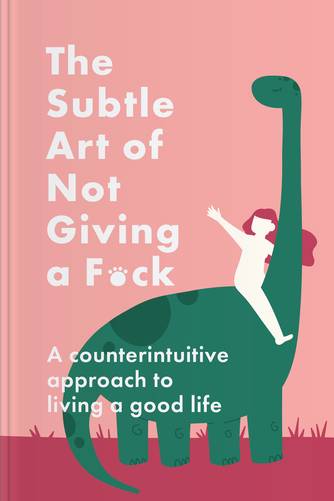 The
Subtle
Art of
Not
Giving
a F🐾ck
A counterintuitive
approach to
living a good life